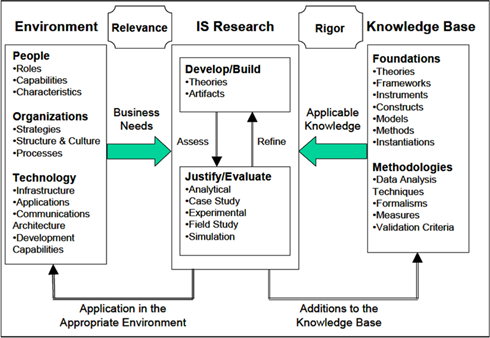 Environment
Relevance
IS Research
Rigor
Knowledge Base
People
•Roles
•Capabilities
•Characteristics
Organizations
•Strategies
•Structure & Culture
•Processes
Technology
•Infrastructure
•Applications
•Communications
Architecture
•Development
Capabilities
Business
Needs
Develop/Build
•Theories
•Artifacts
Assess
Refine
Justify/Evaluate
•Analytical
•Case Study
•Experimental
•Field Study
•Simulation
Applicable
Knowledge
Foundations
•Theories
•Frameworks
•Instruments
•Constructs
•Models
•Methods
•Instantiations
Methodologies
•Data Analysis
Techniques
•Formalisms
•Measures
•Validation Criteria
Application in the
Appropriate Environment
Additions to the
Knowledge Base